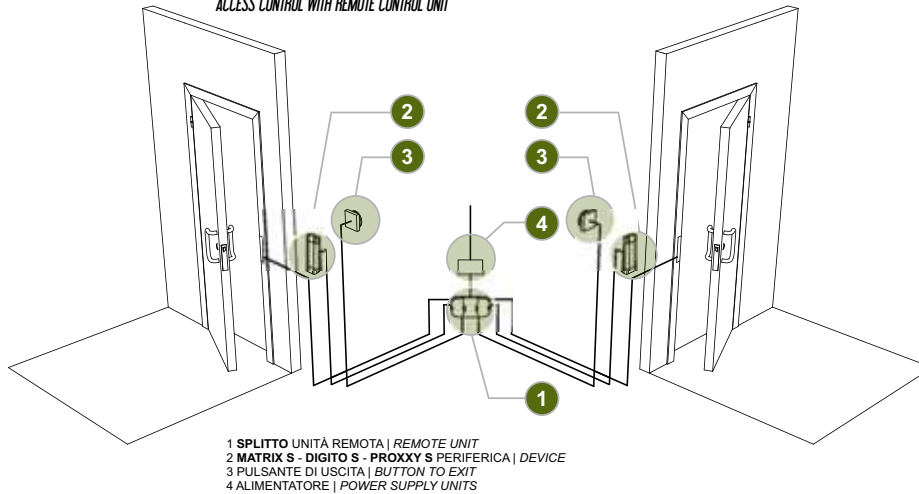 ACCESS CONTROL WITH REMOTE CONTROL UNIT
2
2
3
3
4
1
1 SPLITTO UNITÀ REMOTA | REMOTE UNIT
2 MATRIX S - DIGITO S - PROXXY S PERIFERICA | DEVICE
3 PULSANTE DI USCITA | BUTTON TO EXIT
4 ALIMENTATORE | POWER SUPPLY UNITS